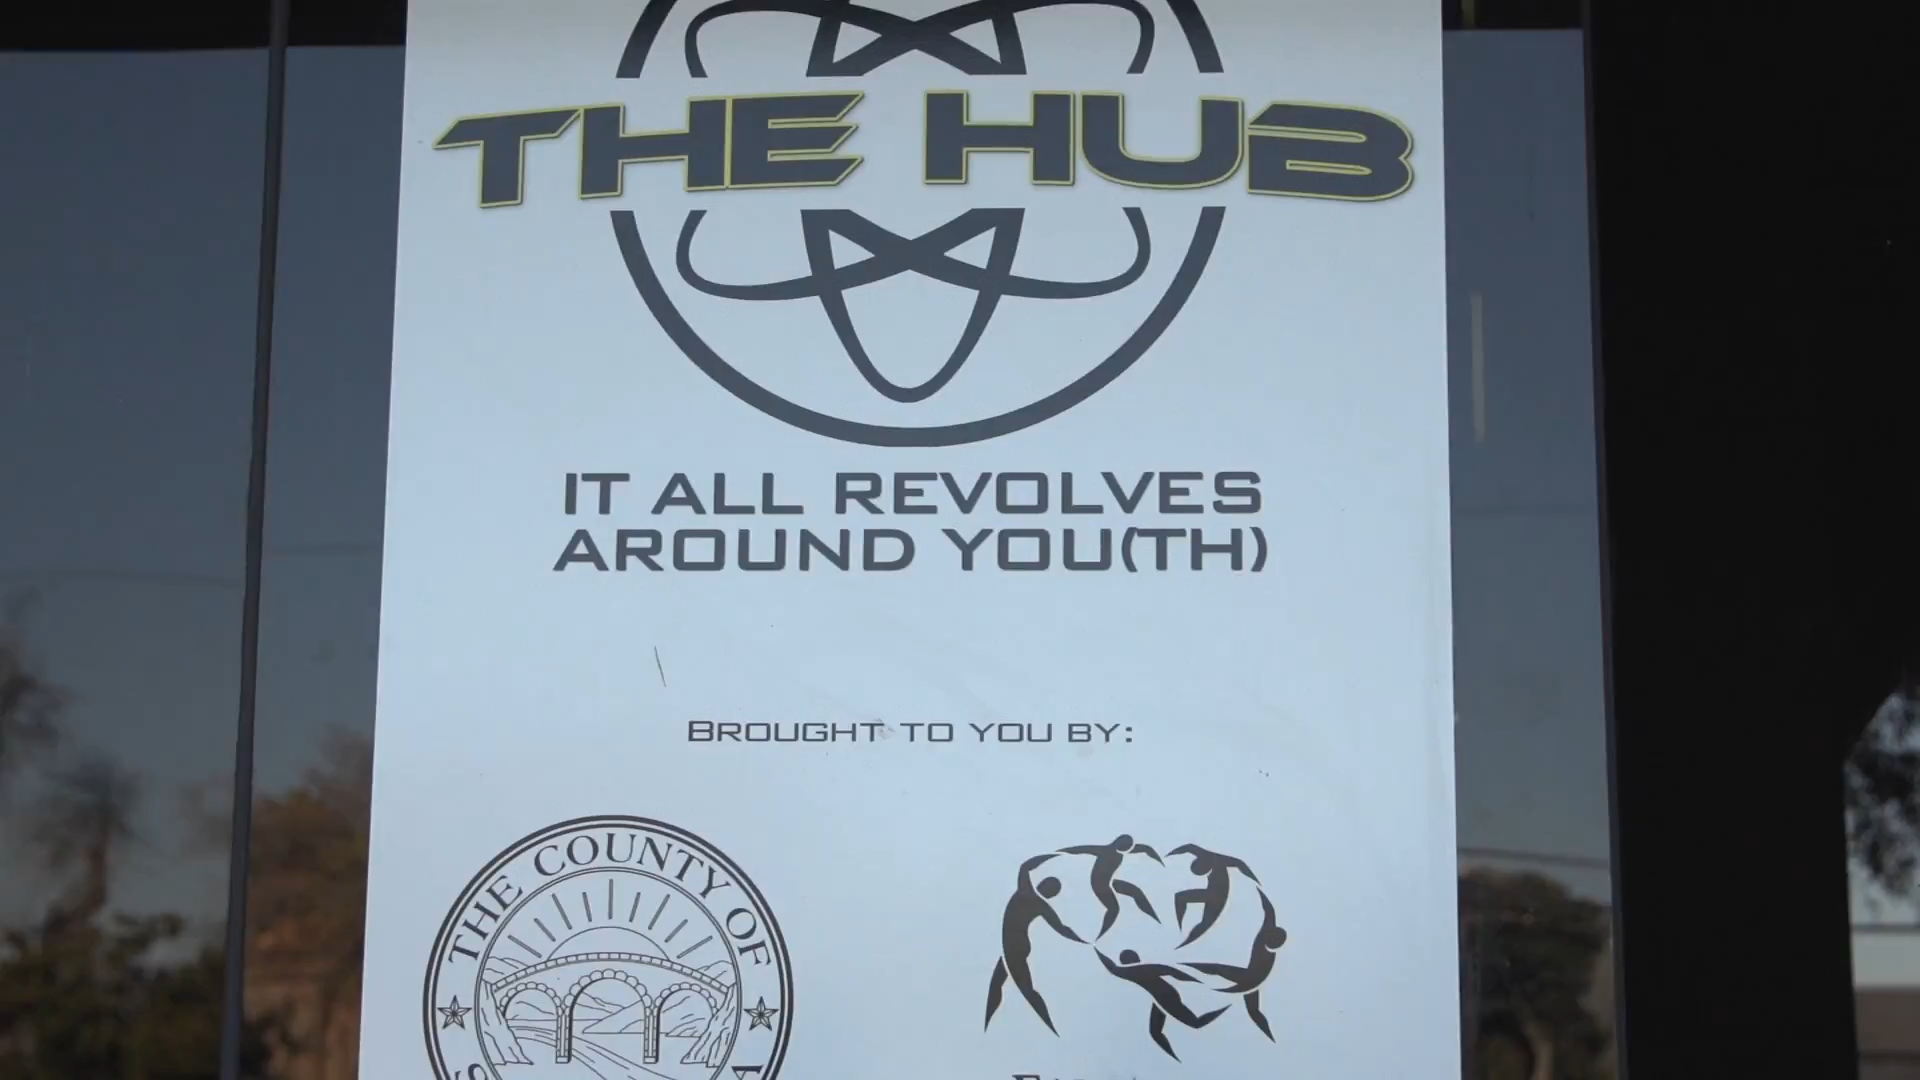 THE HUB
IT ALL REVOLVES
AROUND YOU(TH)
BROUGHT TO YOU BY:
THE COUNTY OF